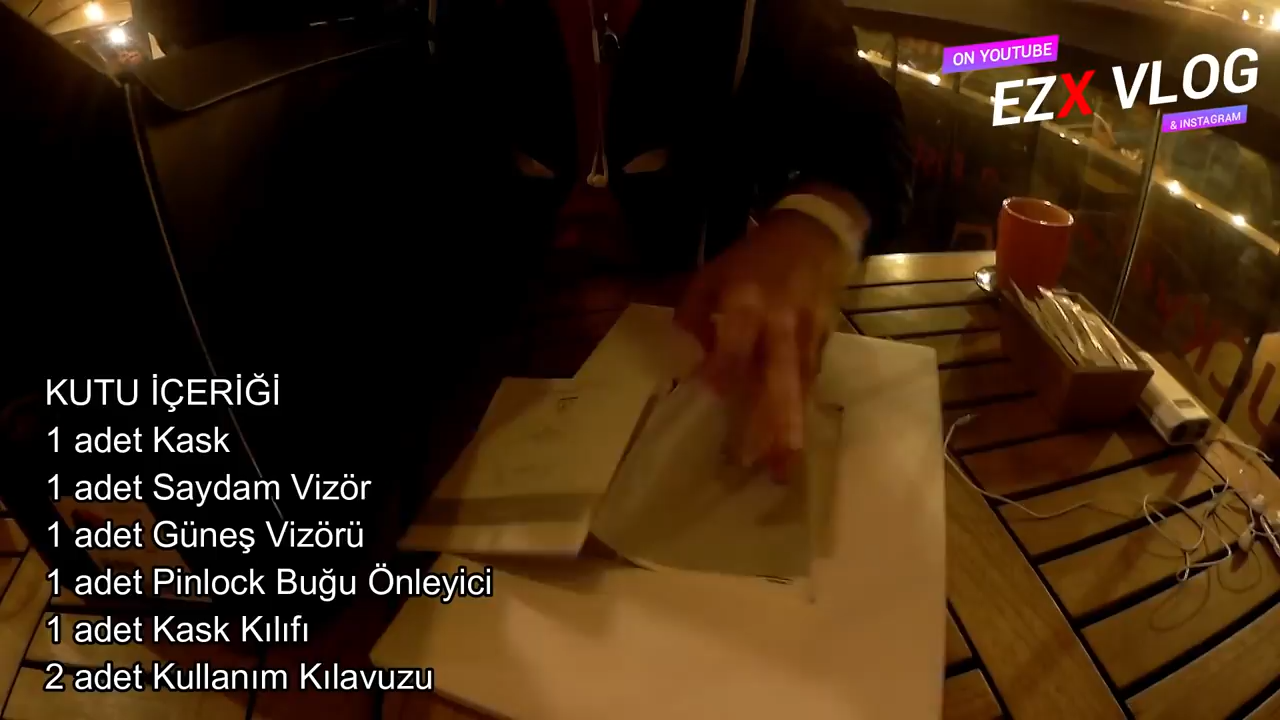 ON YOUTUBE
EZX VLOG
& INSTAGRAM
KUTU İÇERİĞİ
1 adet Kask
1 adet Saydam Vizör
1 adet Güneş Vizörü
1 adet Pinlock Buğu Önleyici
1 adet Kask Kılıfı
2 adet Kullanım Kılavuzu